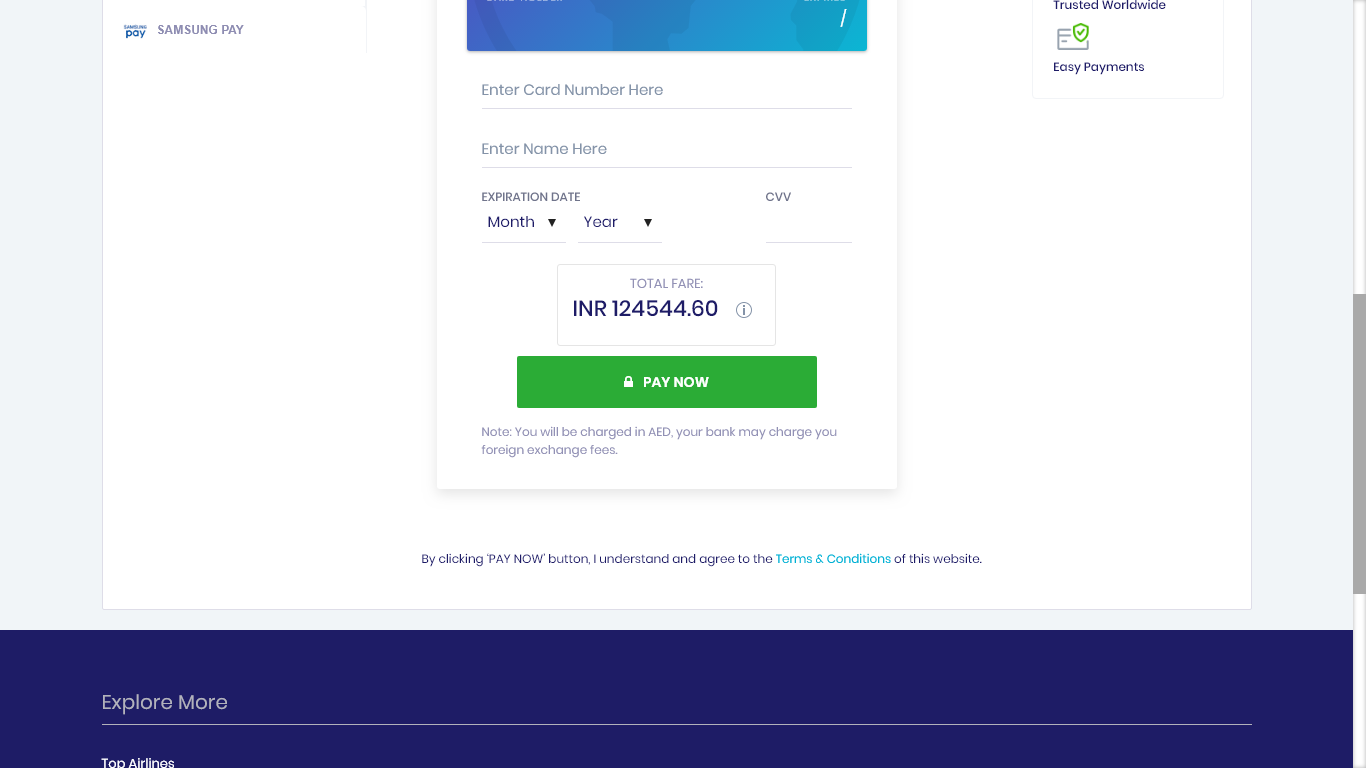 SAMSUNG
pay
SAMSUNG PAY
/
Enter Card Number Here
Enter Name Here
EXPIRATION DATE
CVV
Month
Year
TOTAL FARE:
INR 124544.60
PAY NOW
Note: You will be charged in AED, your bank may charge you
foreign exchange fees.
Trusted Worldwide
Easy Payments
By clicking 'PAY NOW' button, I understand and agree to the Terms & Conditions of this website.
Explore More
Top Airlines